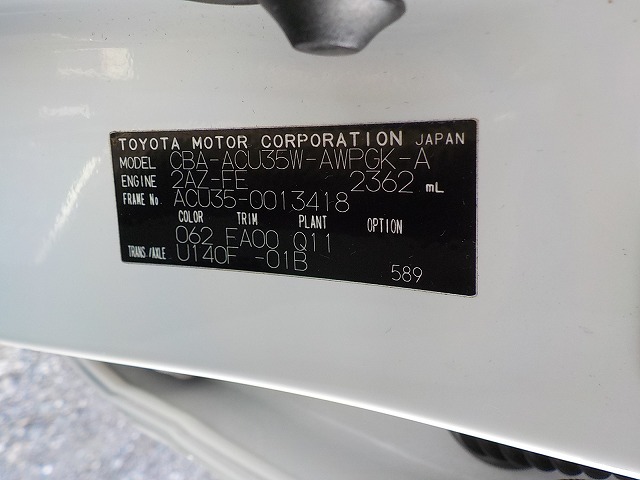 TOYOTA MOTOR CORPORATION JAPAN
MODEL CBA-ACU35W-AWPGK-A
ENGINE 2AZ-FE 2362 mL
FRAME No. ACU35-0013418
COLOR TRIM PLANT OPTION
062 FA00 Q11
TRANS/AXLE U140F -01B
589